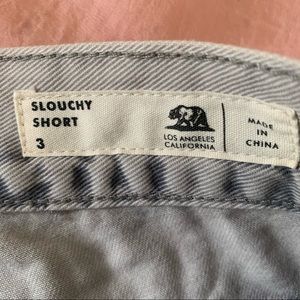 SLOUCHY
SHORT
3
LOS ANGELES
CALIFORNIA
MADE
IN
CHINA